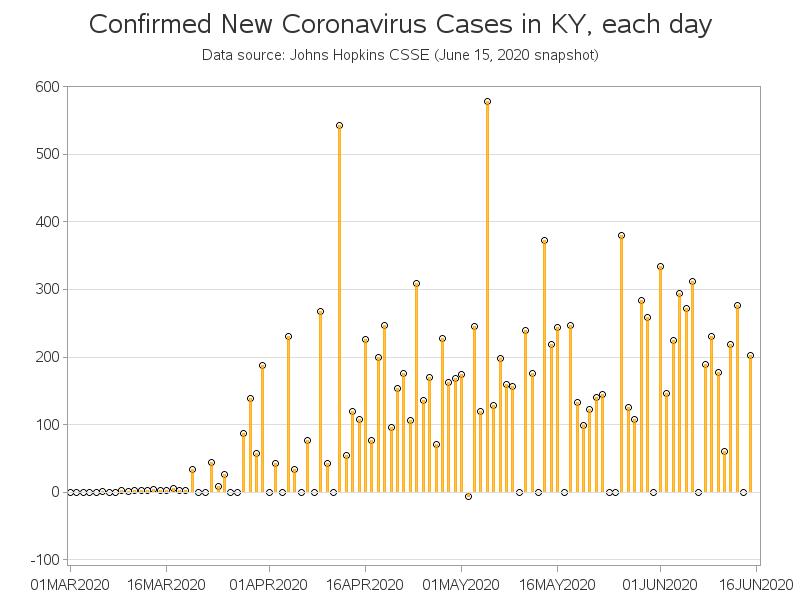 Confirmed New Coronavirus Cases in KY, each day
Data source: Johns Hopkins CSSE (June 15, 2020 snapshot)
600
500
400
300
200
100
0
-100
01MAR2020 16MAR2020 01APR2020 16APR2020 01MAY2020 16MAY2020 01JUN2020 16JUN2020